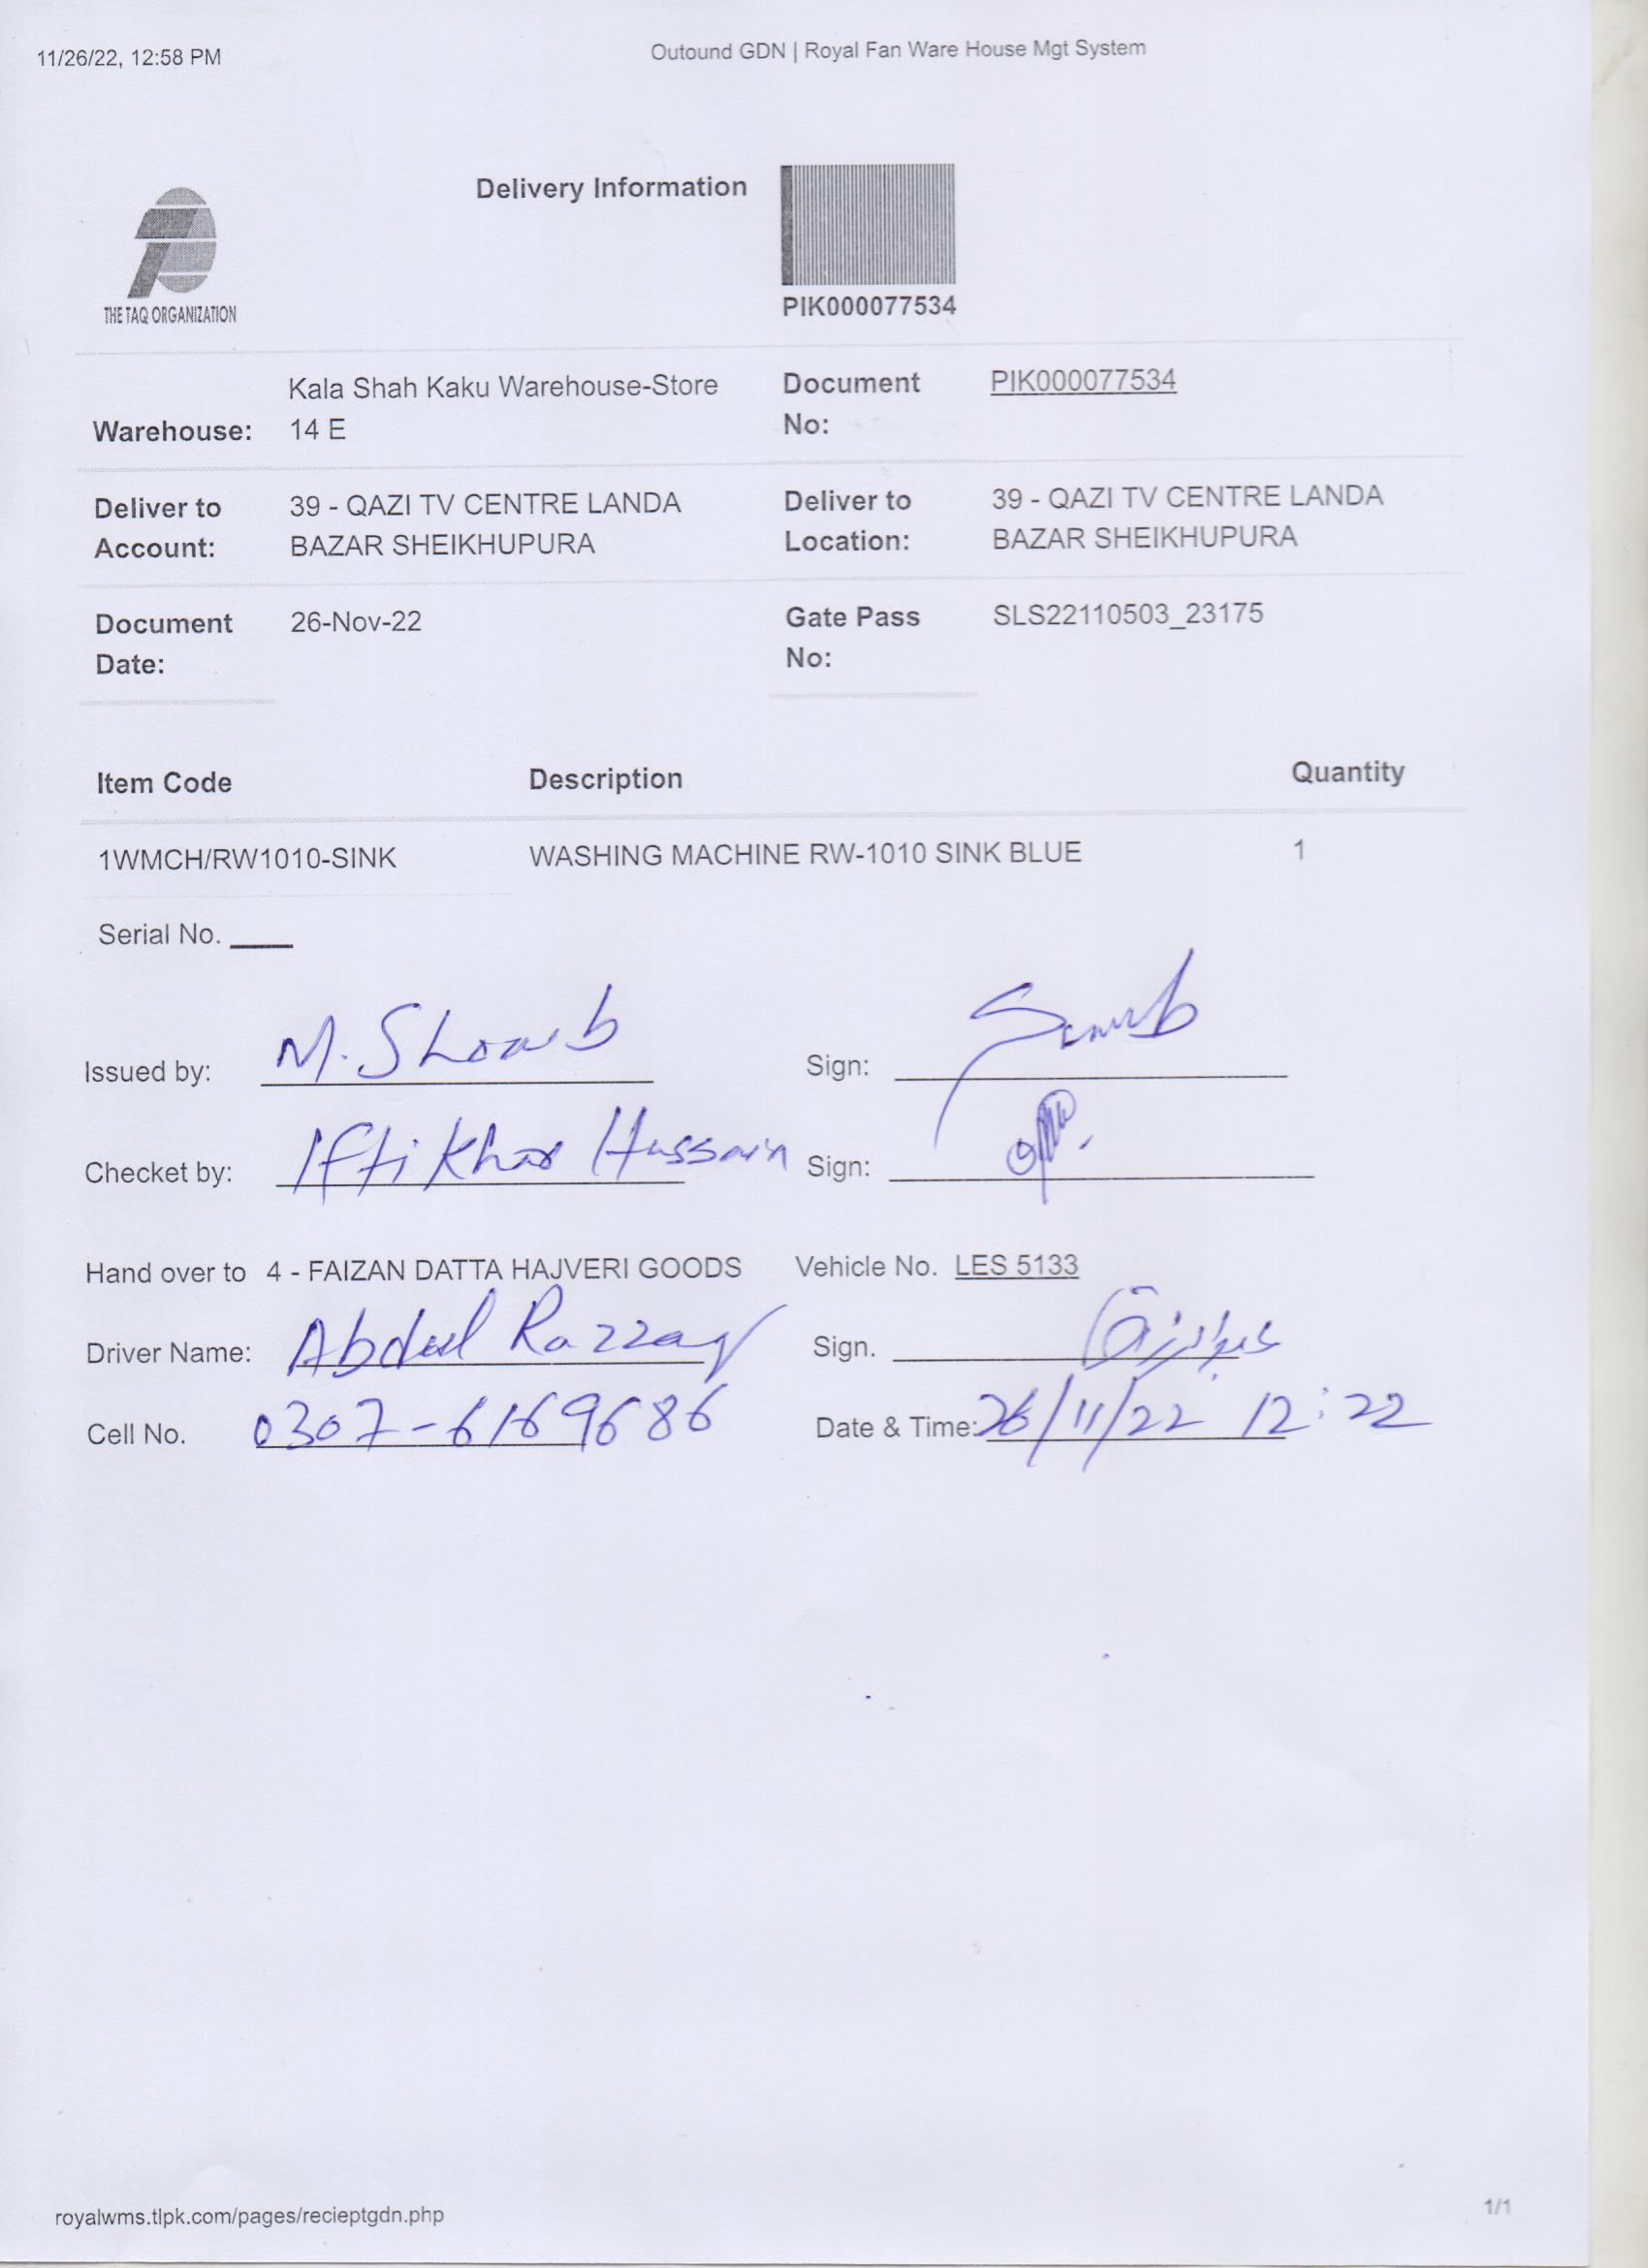 11/26/22, 12:58 PM
Outound GDN | Royal Fan Ware House Mgt System
THE TAQ ORGANIZATION
Delivery Information
PIK000077534
Warehouse: Kala Shah Kaku Warehouse-Store
14 E
Document
No: PIK000077534
Deliver to
Account: 39 - QAZI TV CENTRE LANDA
BAZAR SHEIKHUPURA
Deliver to
Location: 39 - QAZI TV CENTRE LANDA
BAZAR SHEIKHUPURA
Document
Date: 26-Nov-22
Gate Pass
No: SLS22110503_23175
Item Code Description Quantity
1WMCH/RW1010-SINK WASHING MACHINE RW-1010 SINK BLUE 1
Serial No.
Issued by: M. Shoaib Sign:
Checket by: Iftikhar Hussain Sign:
Hand over to 4 - FAIZAN DATTA HAJVERI GOODS Vehicle No. LES 5133
Driver Name: Abdul Razzaq Sign. عبدالرزاق
Cell No. 0307-6169686 Date & Time: 26/11/22 12:22
royalwms.tlpk.com/pages/recieptgdn.php
1/1